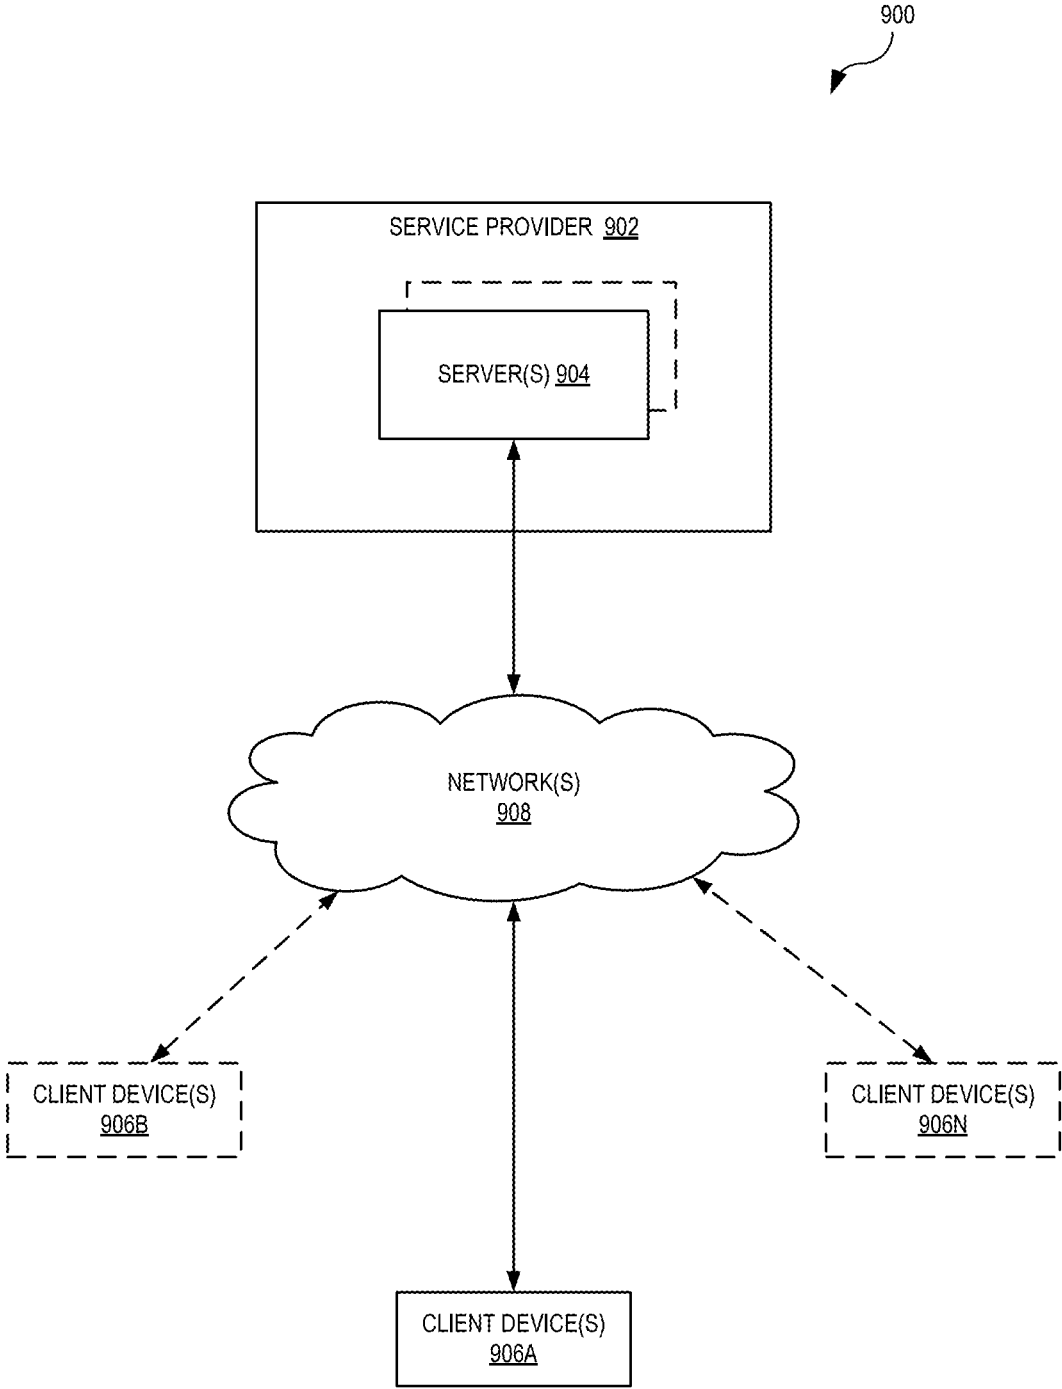 900
SERVICE PROVIDER 902
SERVER(S) 904
NETWORK(S)
908
CLIENT DEVICE(S)
906B
CLIENT DEVICE(S)
906N
CLIENT DEVICE(S)
906A